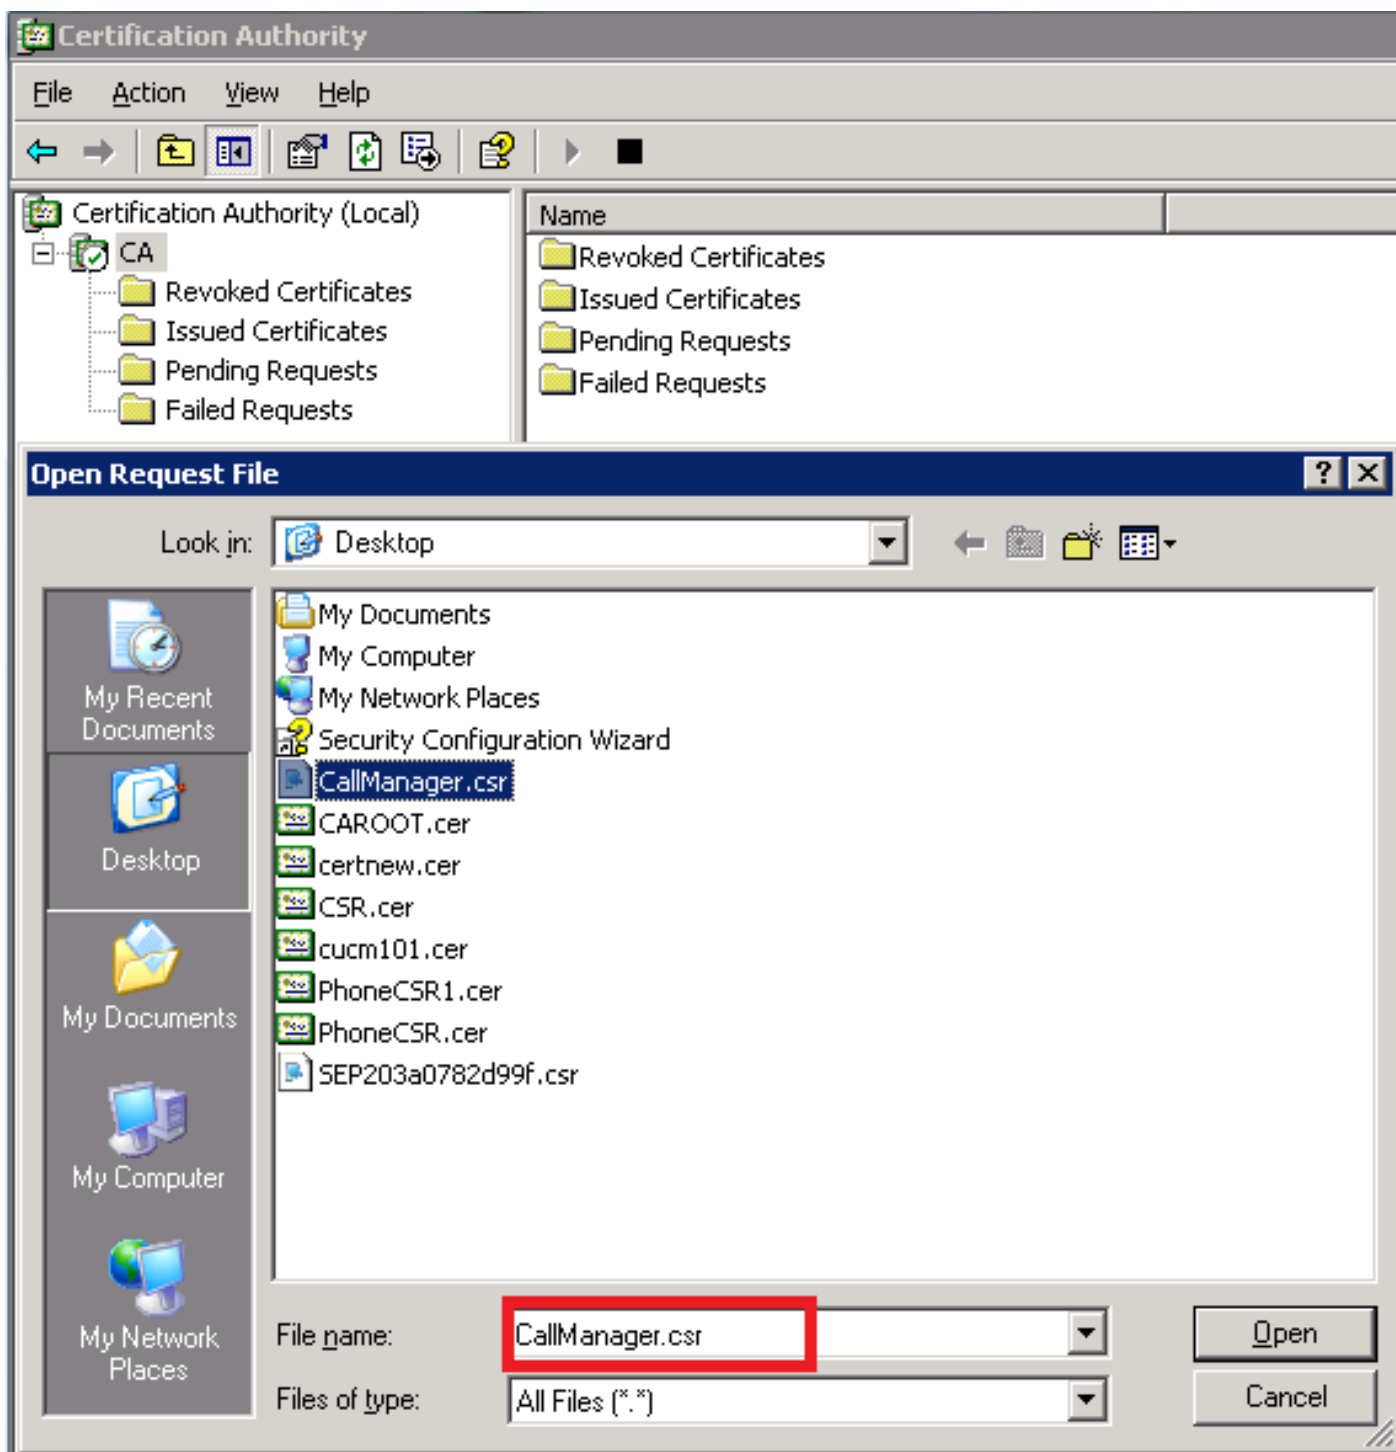 Certification Authority
File Action View Help
Certification Authority (Local)
CA
Revoked Certificates
Issued Certificates
Pending Requests
Failed Requests
Name
Revoked Certificates
Issued Certificates
Pending Requests
Failed Requests
Open Request File
Look in: Desktop
My Recent
Documents
Desktop
My Documents
My Computer
My Network
Places
My Documents
My Computer
My Network Places
Security Configuration Wizard
CallManager.csr
CAROOT.cer
certnew.cer
CSR.cer
cucm101.cer
PhoneCSR1.cer
PhoneCSR.cer
SEP203a0782d99f.csr
File name: CallManager.csr Open
Files of type: All Files (*.*) Cancel